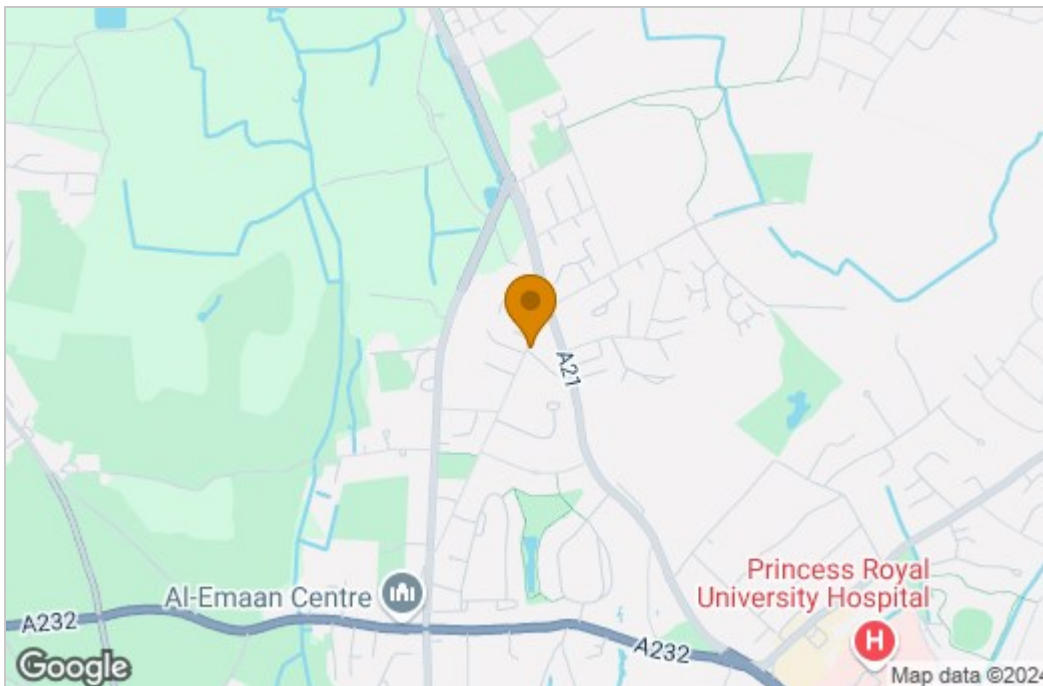 A21
Princess Royal
University Hospital
Al-Emaan Centre
H
A232
A232
Google
Map data ©2024